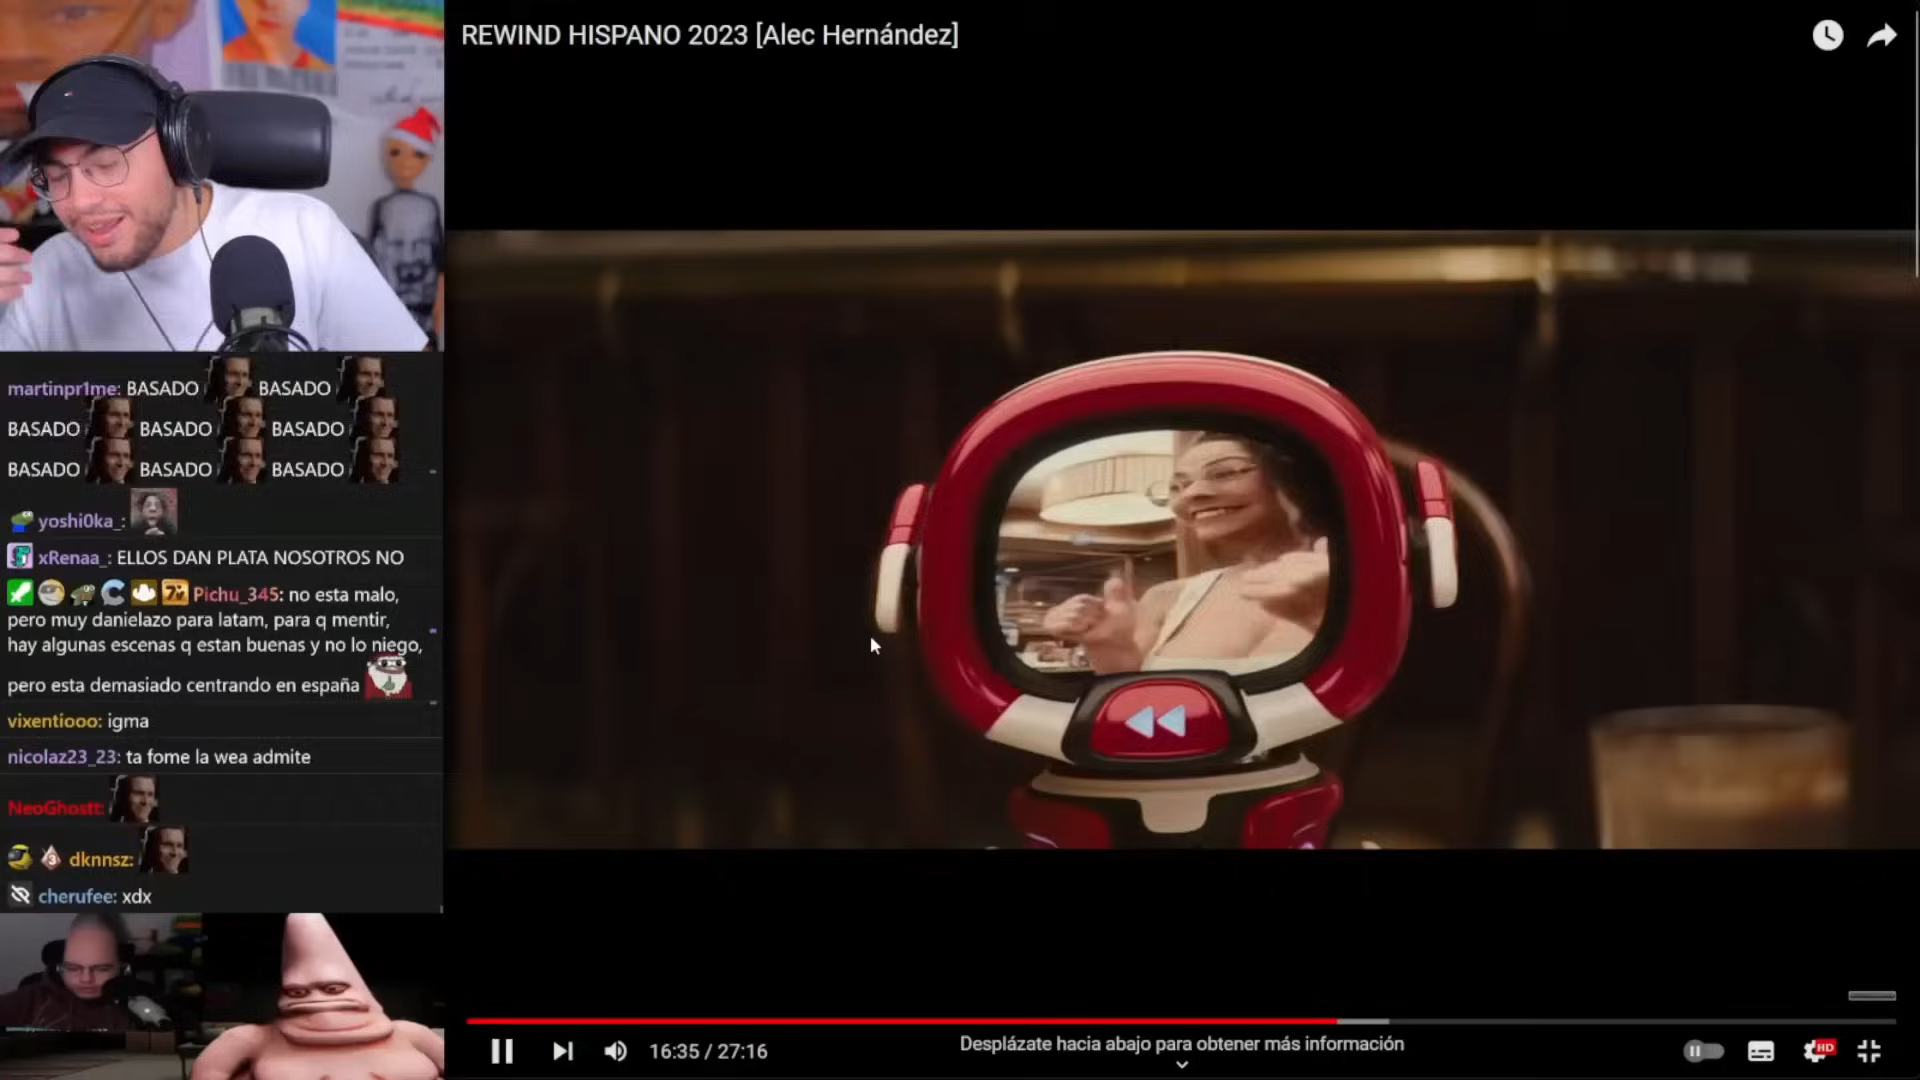 REWIND HISPANO 2023 [Alec Hernández]
martinpr1me: BASADO BASADO
BASADO BASADO BASADO
BASADO BASADO BASADO
yoshi0ka_:
xRenaa_: ELLOS DAN PLATA NOSOTROS NO
Pichu_345: no esta malo,
pero muy danielazo para latam, para q mentir,
hay algunas escenas q estan buenas y no lo niego,
pero esta demasiado centrando en españa
vixentiooo: igma
nicolaz23_23: ta fome la wea admite
NeoGhostt:
dknnsz:
cherufee: xdx
16:35 / 27:16
Desplázate hacia abajo para obtener más información
HD